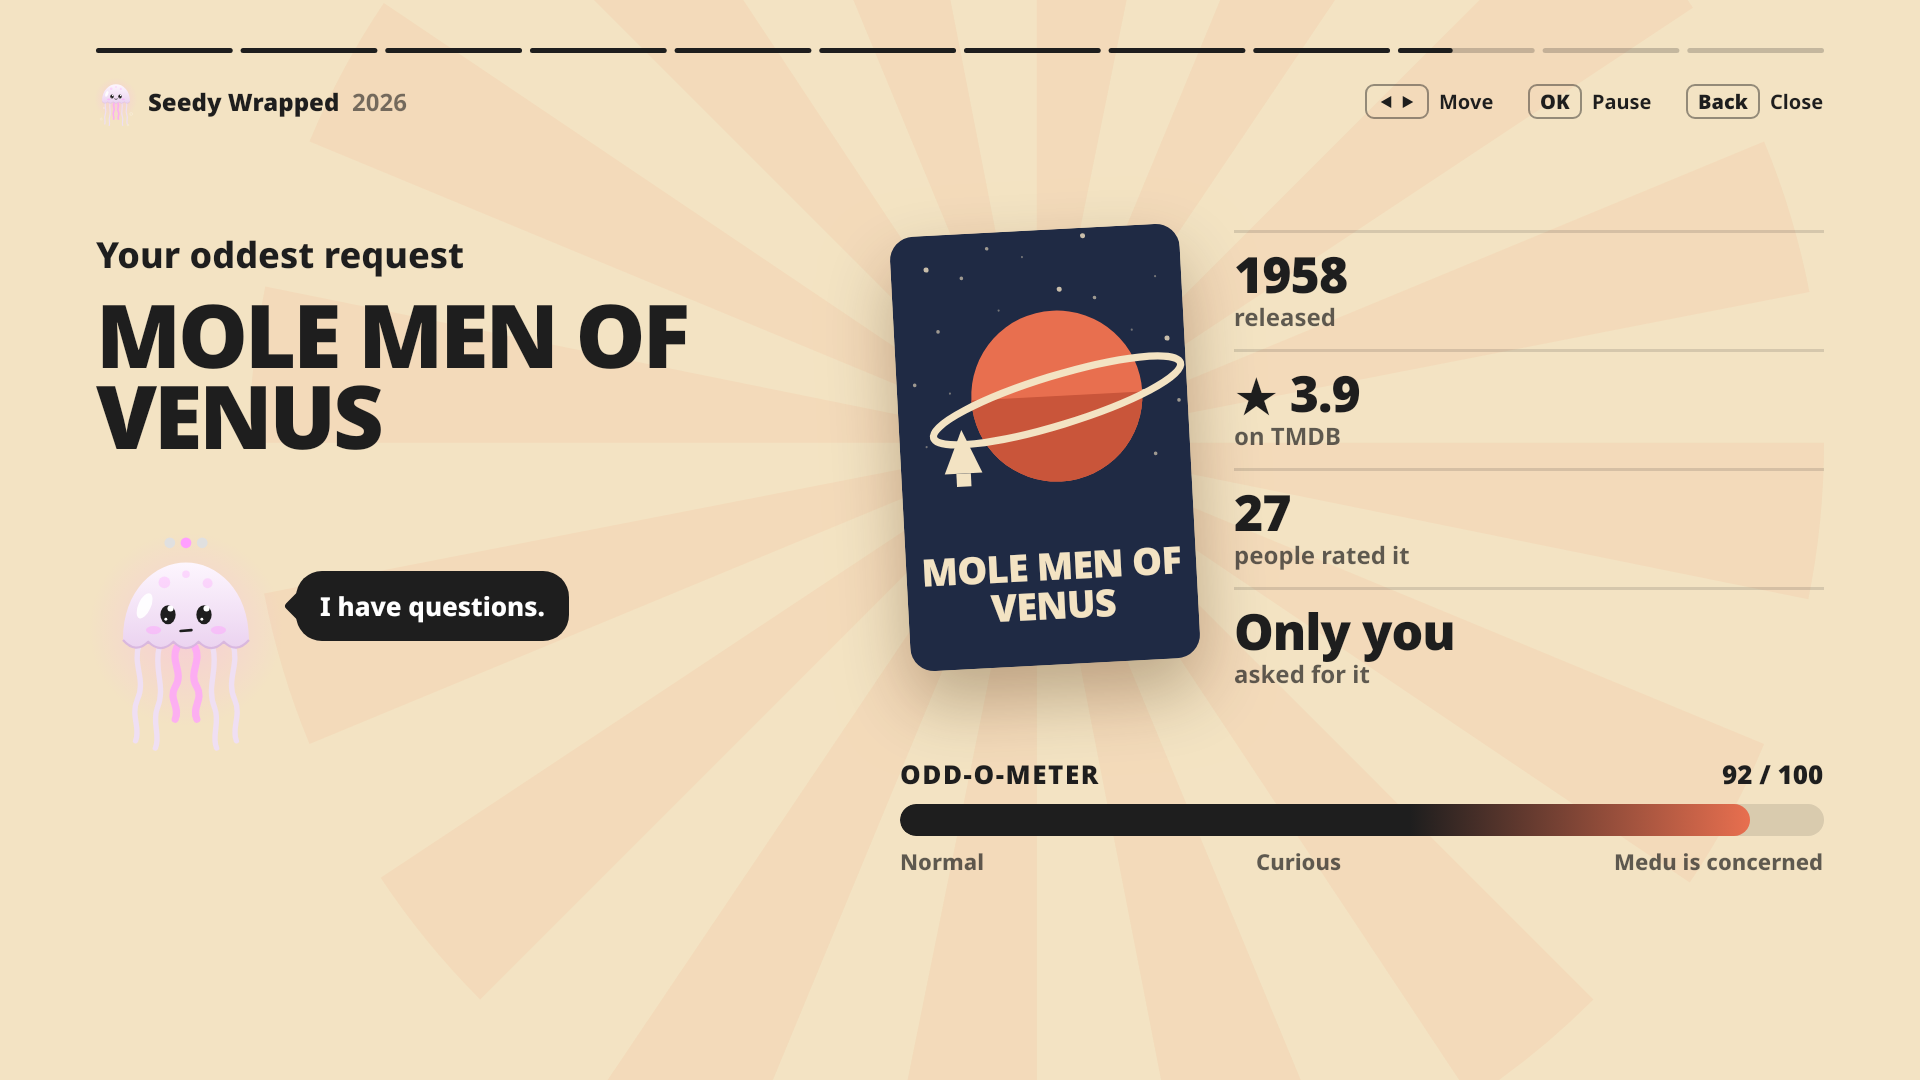 Seedy Wrapped 2026
◀ ▶ Move
OK Pause
Back Close
Your oddest request
MOLE MEN OF
VENUS
I have questions.
MOLE MEN OF
VENUS
1958
released
★ 3.9
on TMDB
27
people rated it
Only you
asked for it
ODD-O-METER
92 / 100
Normal
Curious
Medu is concerned